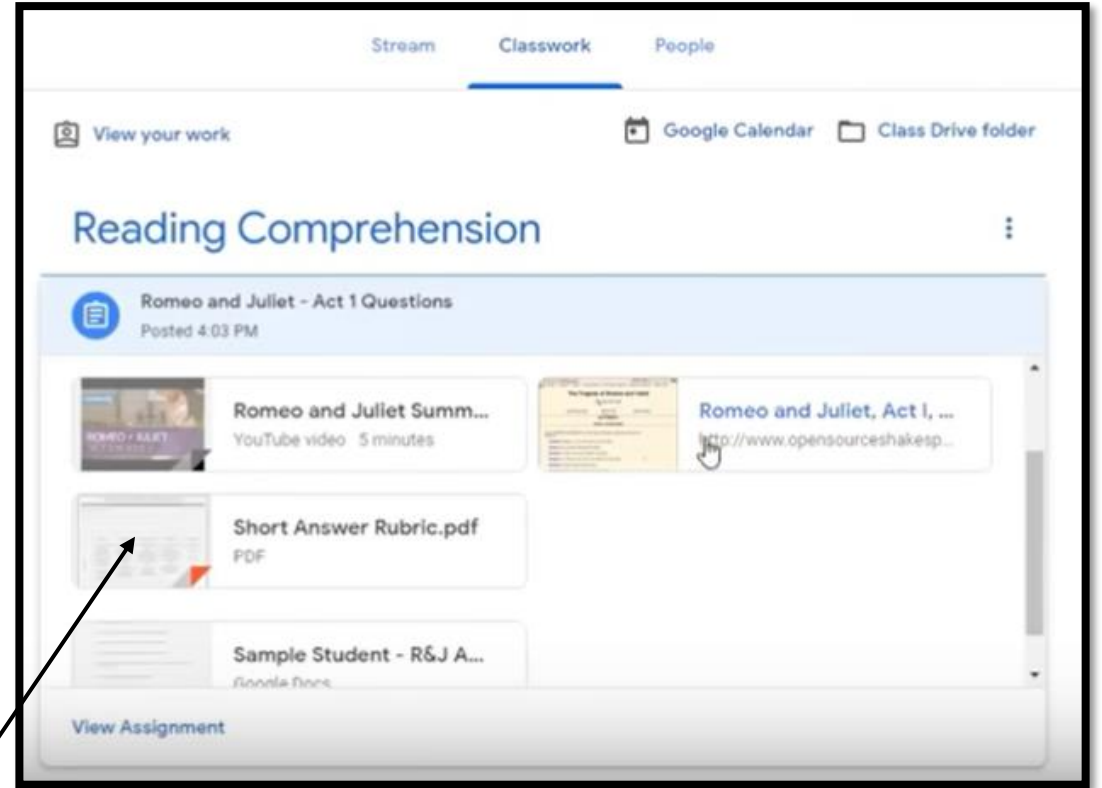 Stream Classwork People
View your work Google Calendar Class Drive folder
Reading Comprehension
Romeo and Juliet - Act 1 Questions
Posted 4:03 PM
Romeo and Juliet Summ...
YouTube video 5 minutes
Romeo and Juliet, Act I, ...
http://www.opensourceshakesp...
Short Answer Rubric.pdf
PDF
Sample Student - R&J A...
Google Docs
View Assignment